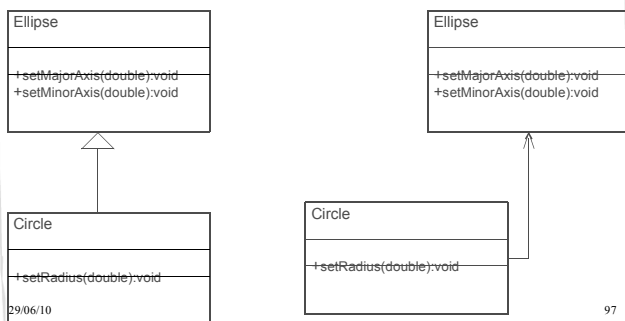 Ellipse
+setMajorAxis(double):void
+setMinorAxis(double):void
Circle
+setRadius(double):void
Ellipse
+setMajorAxis(double):void
+setMinorAxis(double):void
Circle
+setRadius(double):void
29/06/10
97